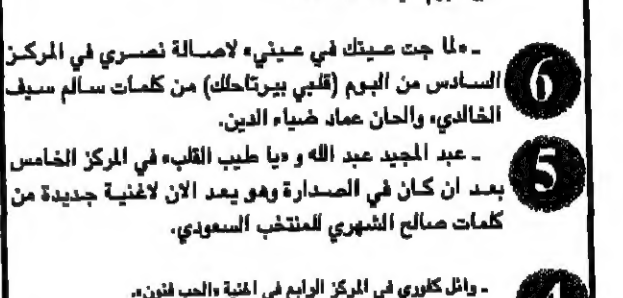 ـ «لما جت عينك في عيني» لاصالة نصري في المركز
6
السادس من البوم (قلبي بيرتاحلك) من كلمات سالم سيف
الخالدي، والحان عماد ضياء الدين.
ـ عبد المجيد عبد الله و «يا طيب القلب» في المركز الخامس
5
بعد ان كان في الصدارة وهو يعد الان لاغنية جديدة من
كلمات صالح الشهري للمنتخب السعودي.
ـ وائل كفوري في المركز الرابع في اغنية «الحب فنون».
4